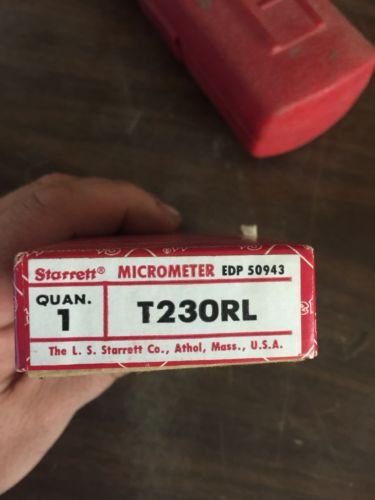 Starrett® MICROMETER EDP 50943
QUAN.
1
T230RL
The L. S. Starrett Co., Athol, Mass., U.S.A.